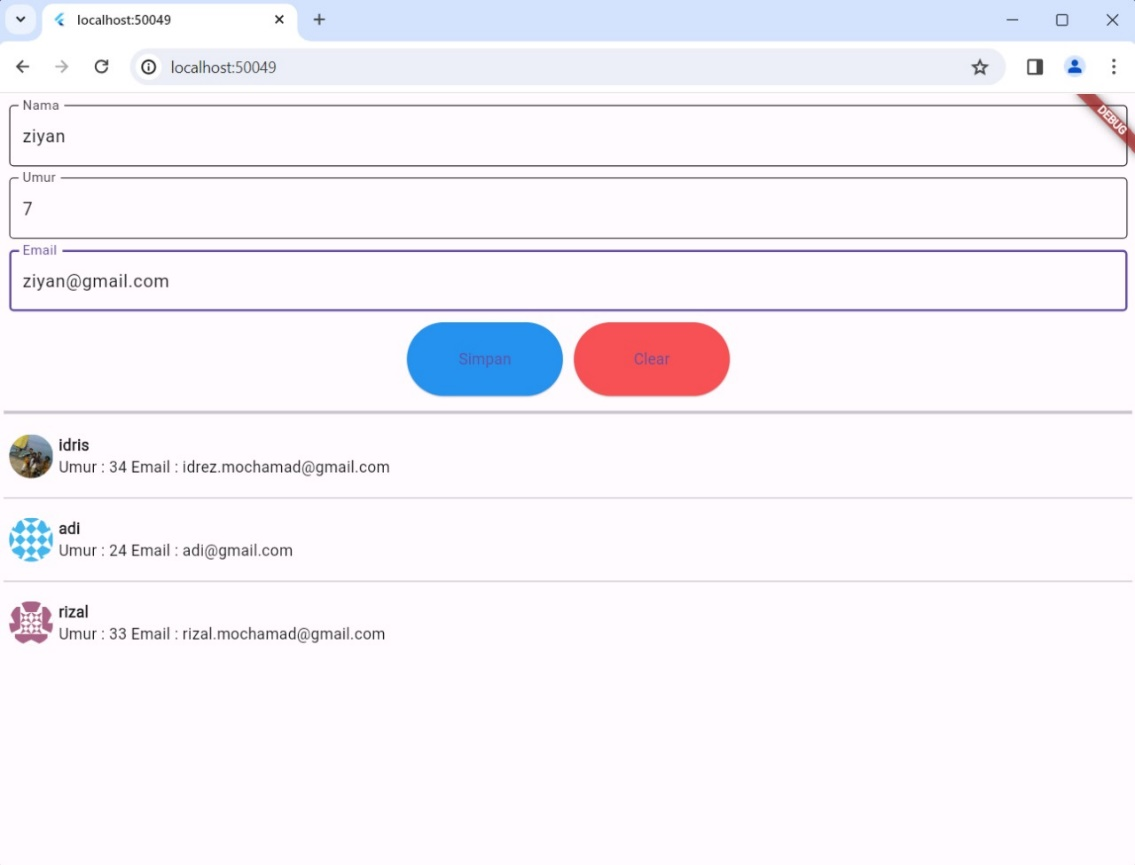 localhost:50049
localhost:50049
DEBUG
Nama
ziyan
Umur
7
Email
ziyan@gmail.com
Simpan Clear
idris
Umur : 34 Email : idrez.mochamad@gmail.com
adi
Umur : 24 Email : adi@gmail.com
rizal
Umur : 33 Email : rizal.mochamad@gmail.com